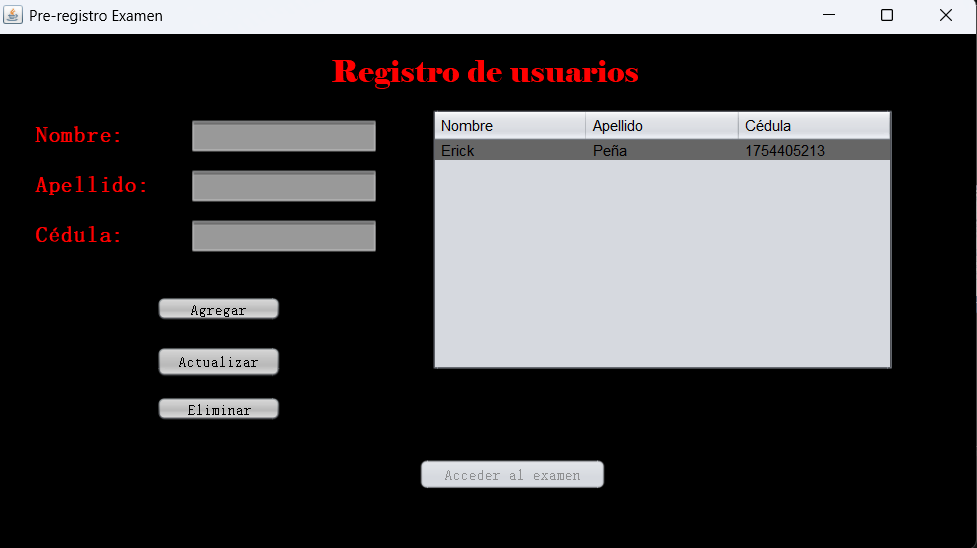 Pre-registro Examen
Registro de usuarios
Nombre:
Apellido:
Cédula:
Agregar
Actualizar
Eliminar
Nombre Apellido Cédula
Erick Peña 1754405213
Acceder al examen